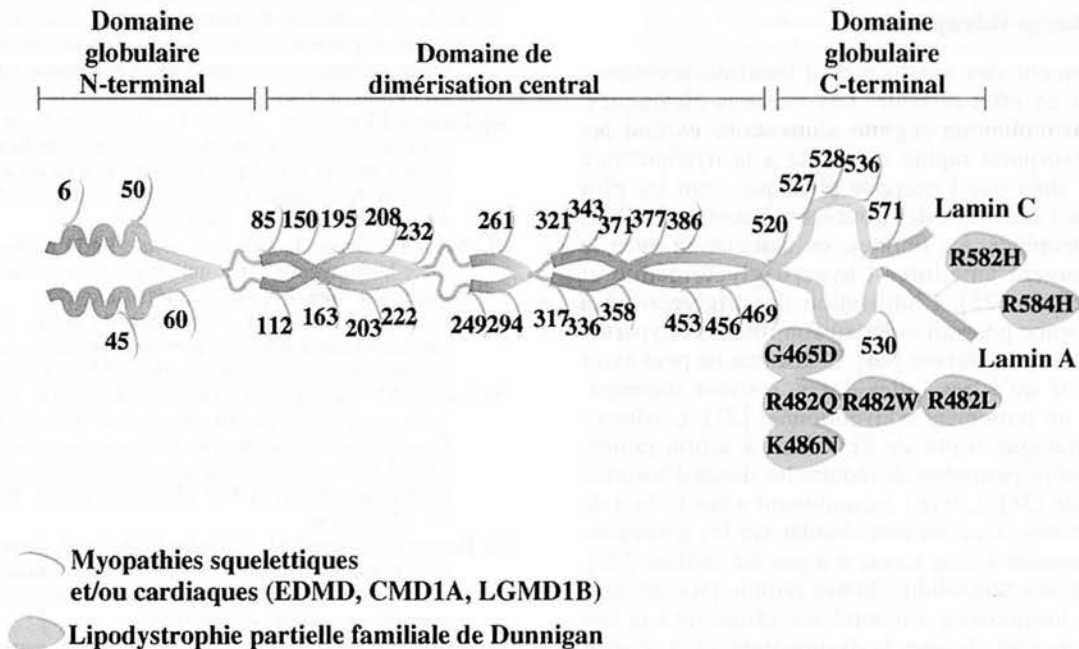 Domaine
globulaire
N-terminal
Domaine de
dimérisation central
Domaine
globulaire
C-terminal
6 50
85 150 195 208 232 261 321 343 371 377 386 520 527 528 536 571
Lamin C
R582H
R584H
45 60
112 163 203 222 249 294 317 336 358 453 456 469 530
Lamin A
G465D
R482Q R482W R482L
K486N
Myopathies squelettiques
et/ou cardiaques (EDMD, CMD1A, LGMD1B)
Lipodystrophie partielle familiale de Dunnigan